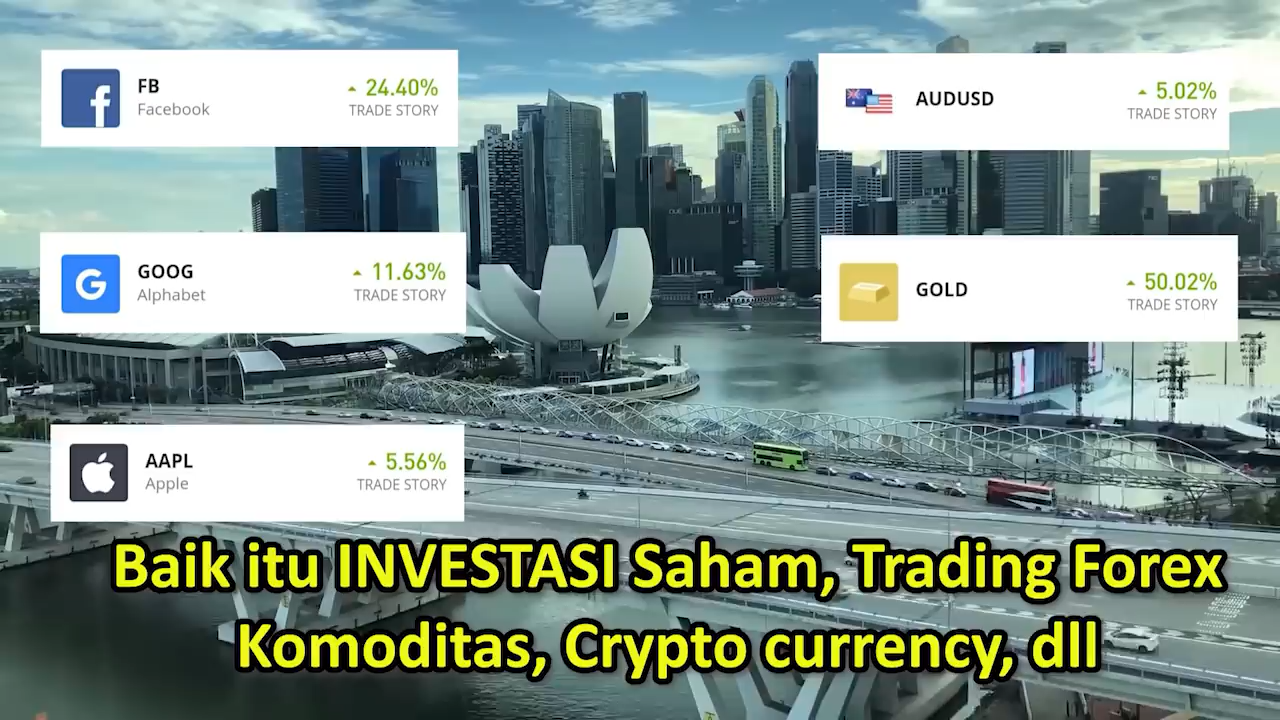 FB
Facebook
24.40%
TRADE STORY
AUDUSD
5.02%
TRADE STORY
GOOG
Alphabet
11.63%
TRADE STORY
GOLD
50.02%
TRADE STORY
AAPL
Apple
5.56%
TRADE STORY
Baik itu INVESTASI Saham, Trading Forex
Komoditas, Crypto currency, dll